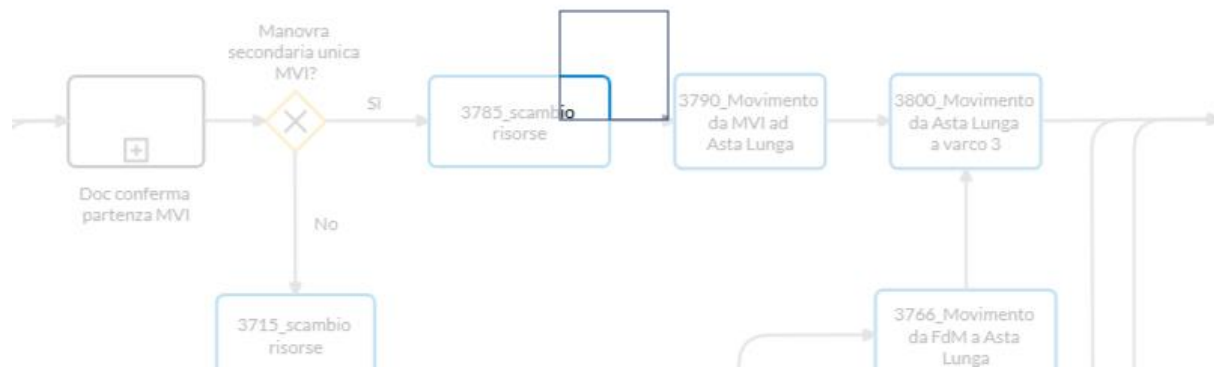 Manovra
secondaria unica
MVI?
Si
3785_scambio
risorse
3790_Movimento
da MVI ad
Asta Lunga
3800_Movimento
da Asta Lunga
a varco 3
Doc conferma
partenza MVI
No
3715_scambio
risorse
3766_Movimento
da FdM a Asta
Lunga